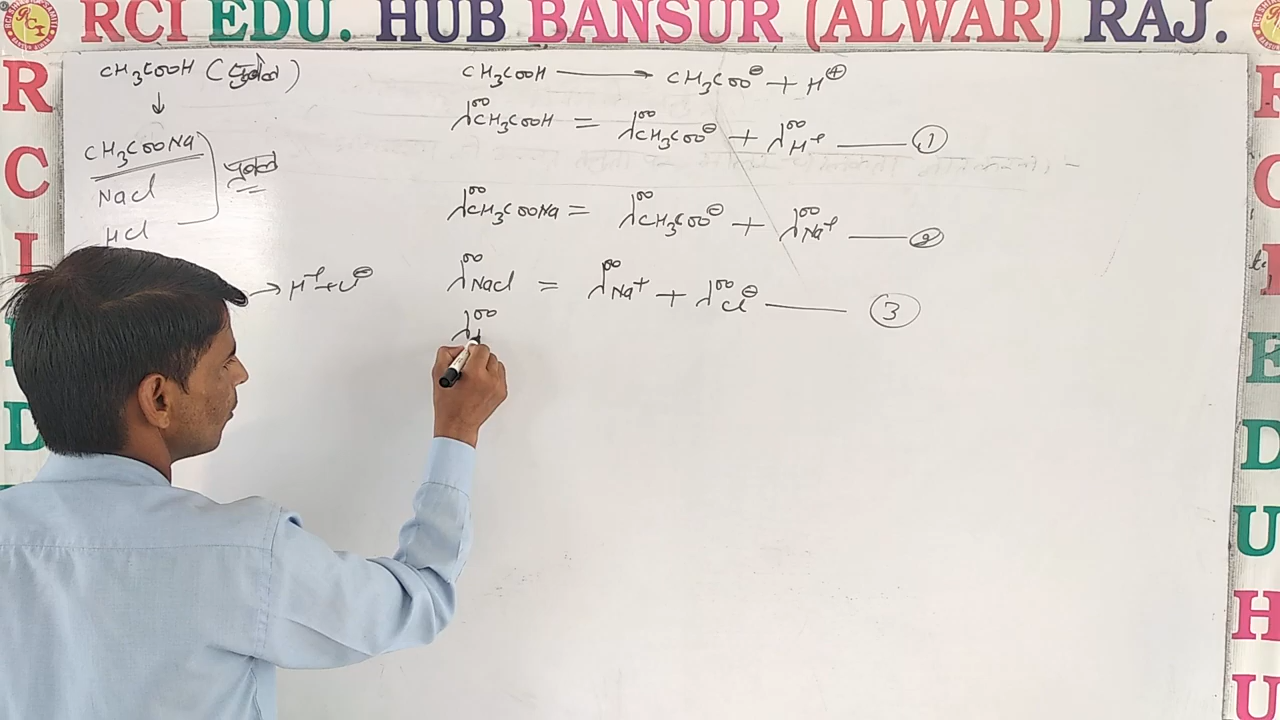 RCI EDU. HUB BANSUR (ALWAR) RAJ.
R
C
I
D
CH₃COOH (दुर्बल)
↓
CH₃COONa
NaCl
HCl
प्रबल
→ H⁺ + Cl⊖
CH₃COOH ⟶ CH₃COO⊖ + H⊕
λ∞CH₃COOH = λ∞CH₃COO⊖ + λ∞H⁺ —— ①
λ∞CH₃COONa = λ∞CH₃COO⊖ + λ∞Na⁺ —— ②
λ∞NaCl = λ∞Na⁺ + λ∞Cl⊖ —— ③
λ∞
R
C
I
E
D
U
H
U